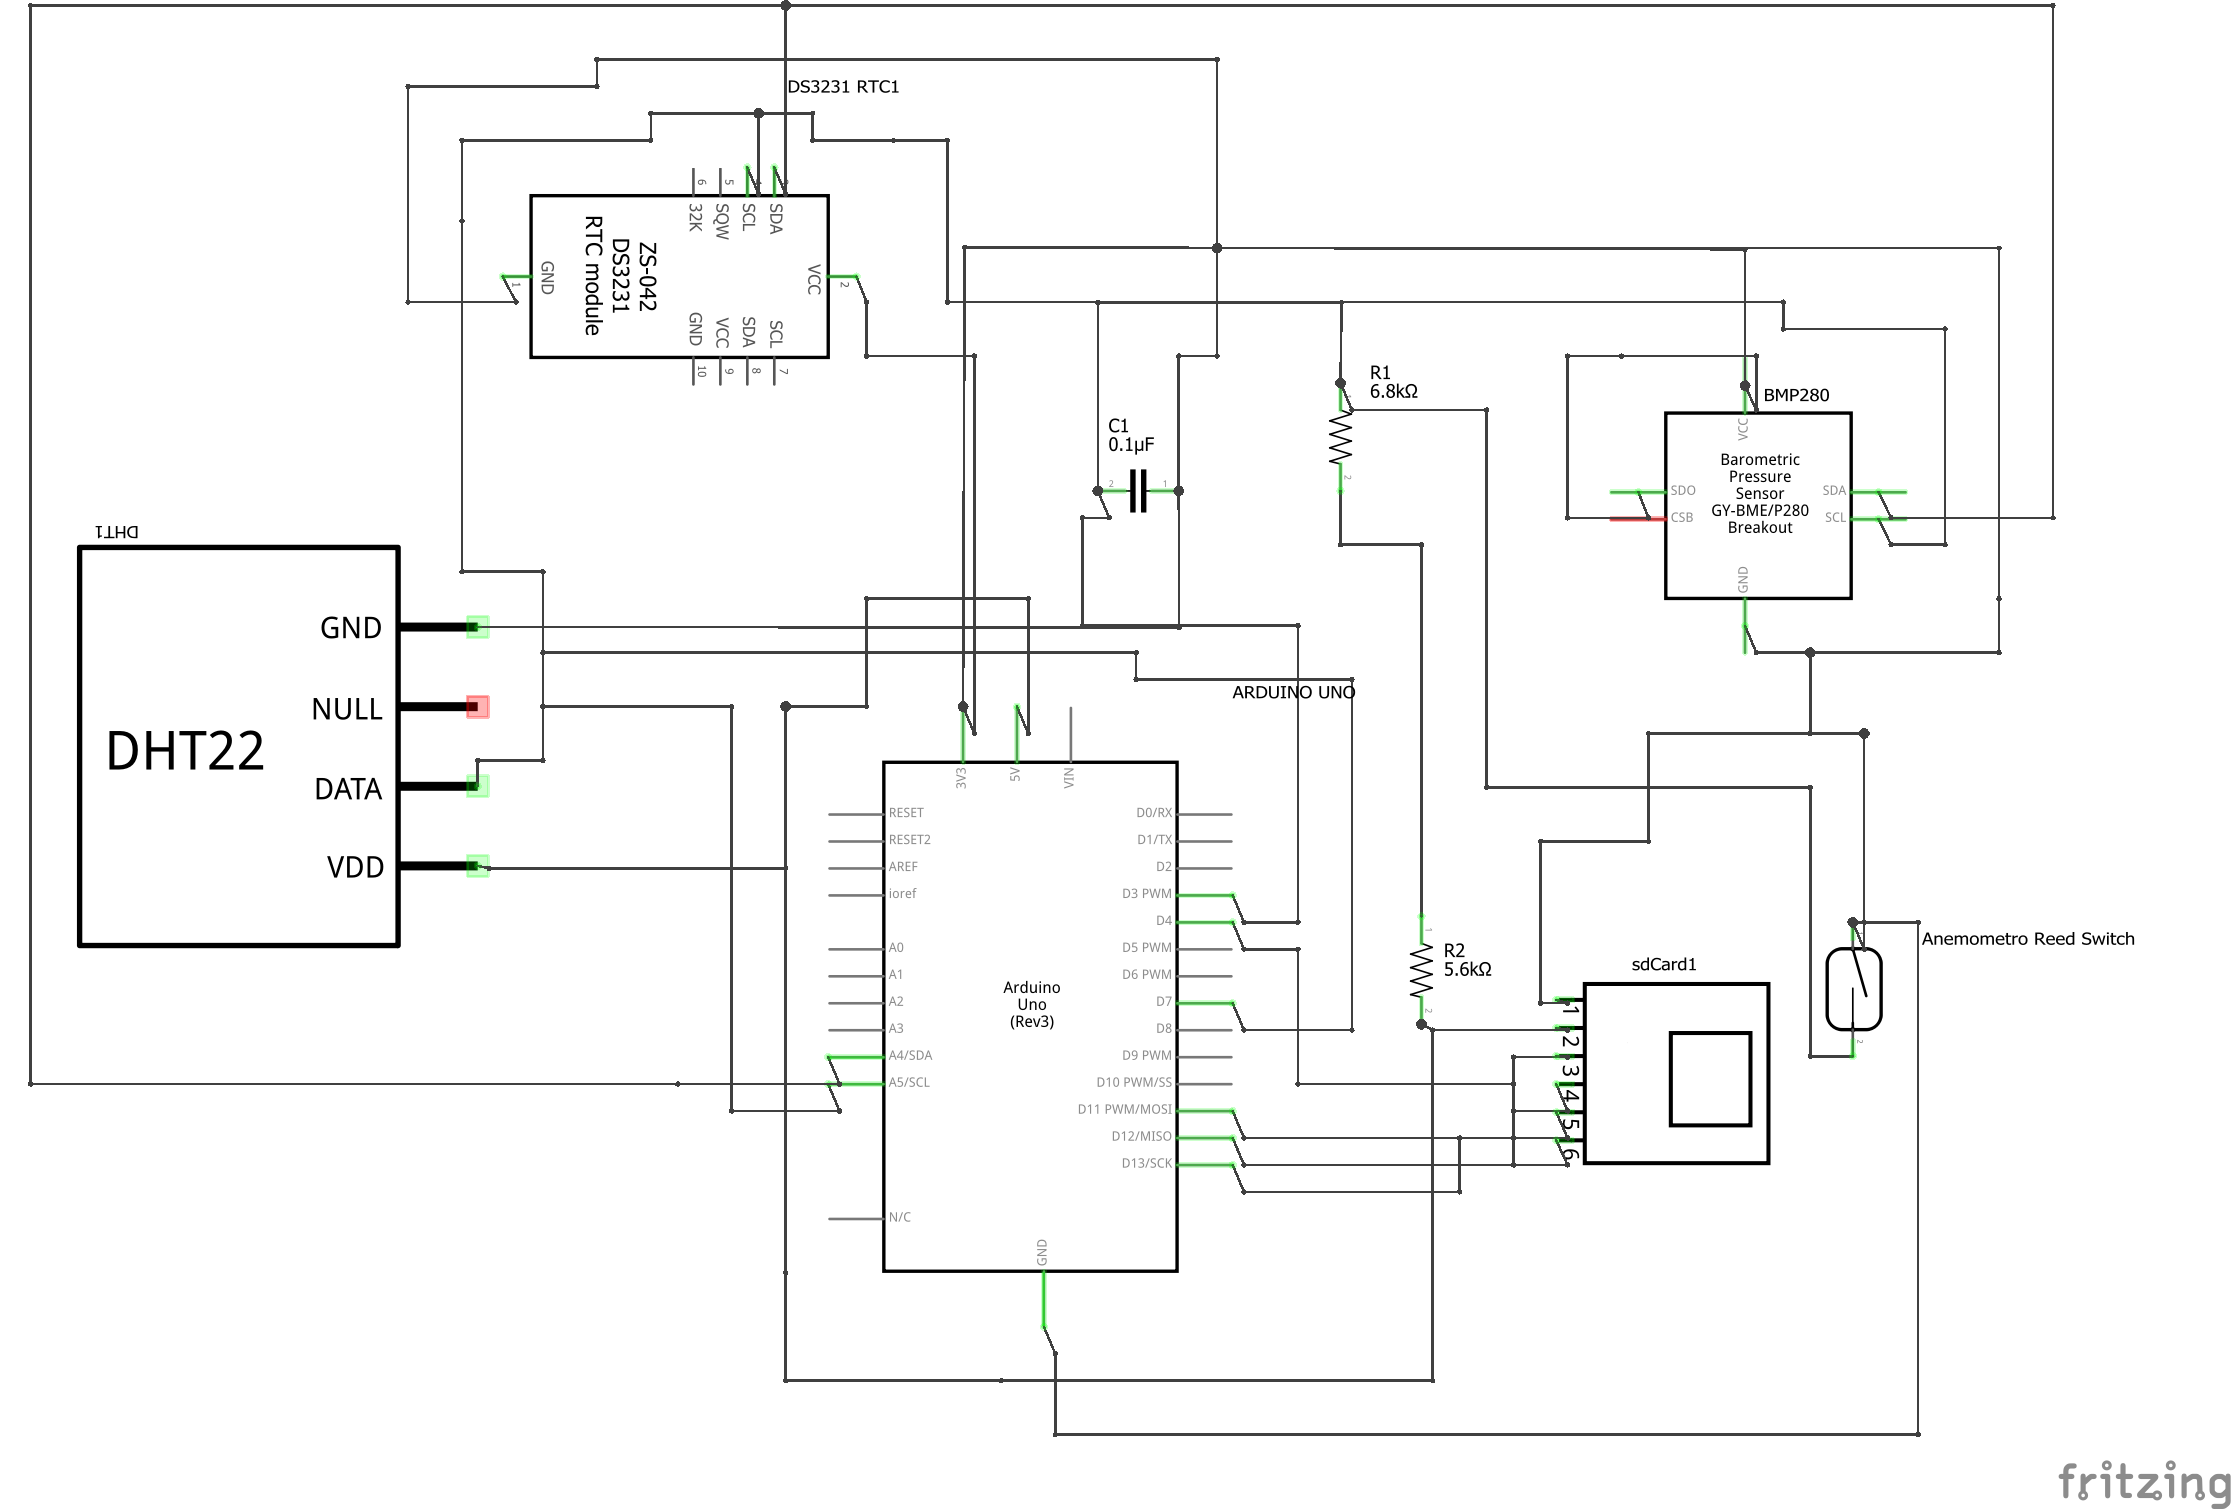 DS3231 RTC1
6
5
32K
SQW
SCL
SDA
GND
1
VCC
2
ZS-042
DS3231
RTC module
GND
VCC
SDA
SCL
10
9
8
7
R1
6.8kΩ
2
C1
0.1µF
2
1
BMP280
VCC
Barometric
Pressure
Sensor
GY-BME/P280
Breakout
SDO
CSB
SDA
SCL
GND
DHT1
DHT22
GND
NULL
DATA
VDD
ARDUINO UNO
3V3
5V
VIN
RESET
RESET2
AREF
ioref
A0
A1
A2
A3
A4/SDA
A5/SCL
N/C
D0/RX
D1/TX
D2
D3 PWM
D4
D5 PWM
D6 PWM
D7
D8
D9 PWM
D10 PWM/SS
D11 PWM/MOSI
D12/MISO
D13/SCK
Arduino
Uno
(Rev3)
GND
R2
5.6kΩ
1
2
sdCard1
1
2
3
4
5
6
Anemometro Reed Switch
2
fritzing